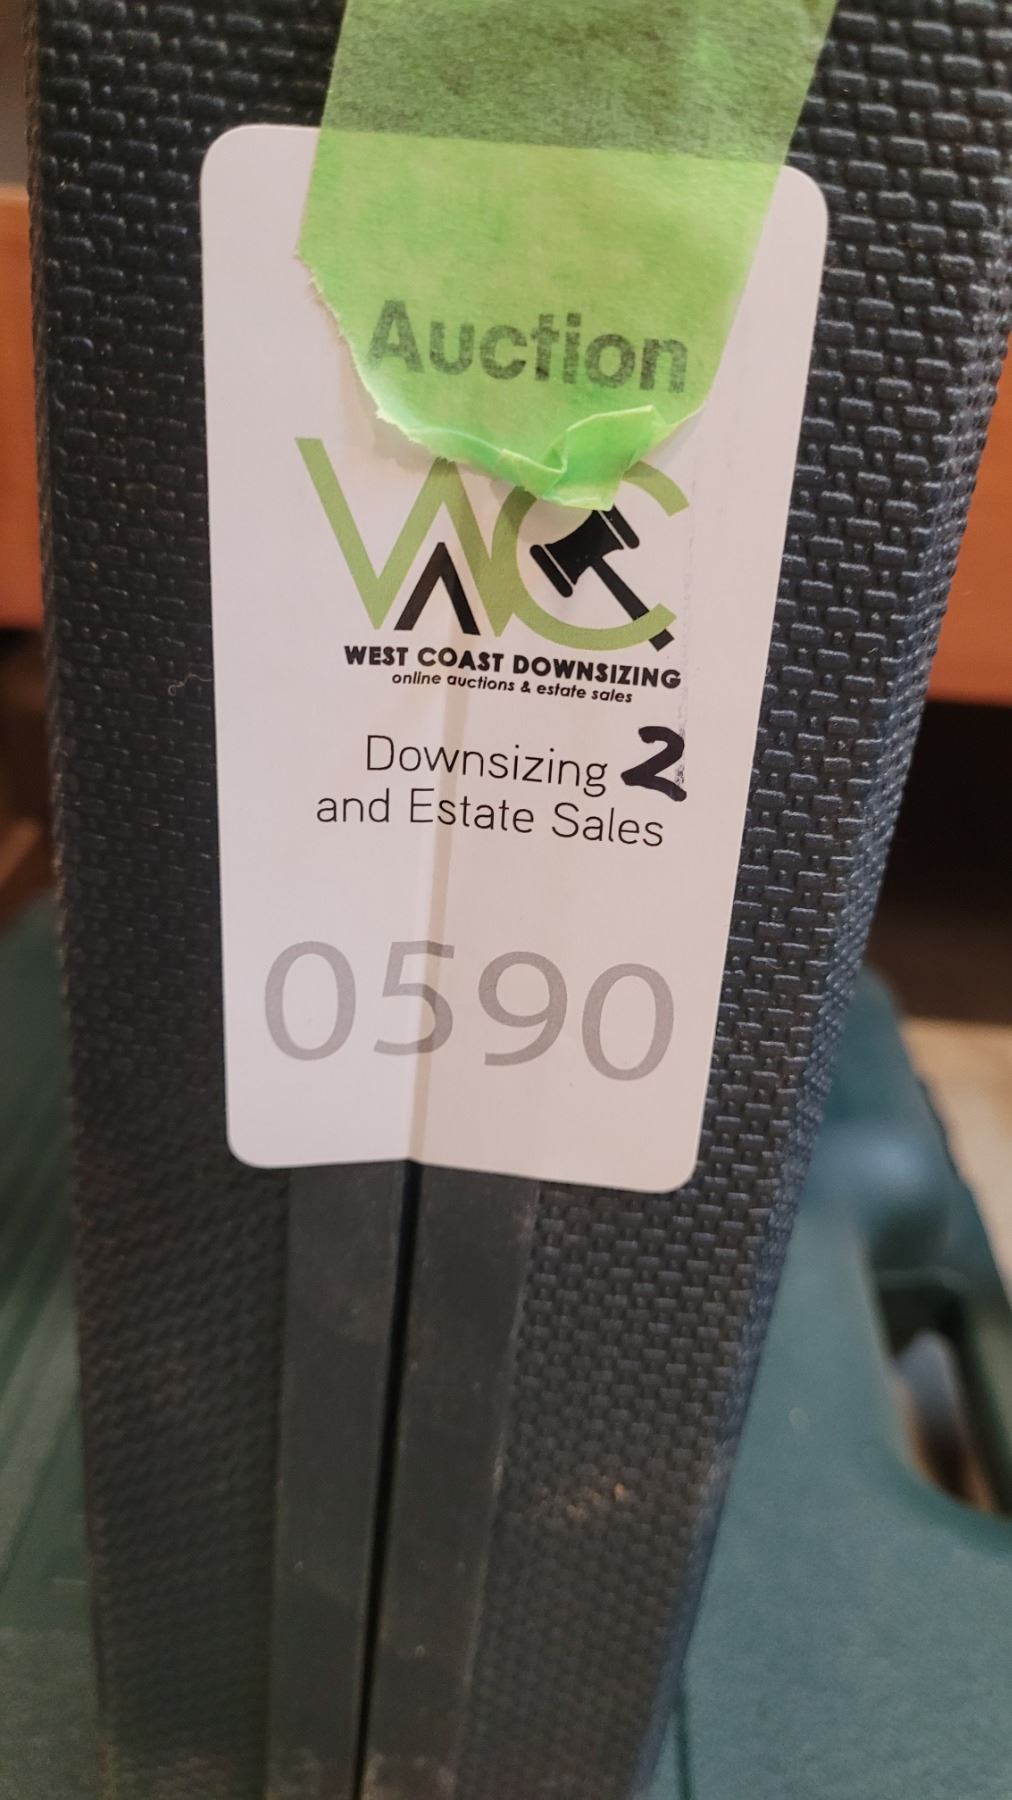 Auction
WC
WEST COAST DOWNSIZING
online auctions & estate sales
Downsizing 2
and Estate Sales
0590